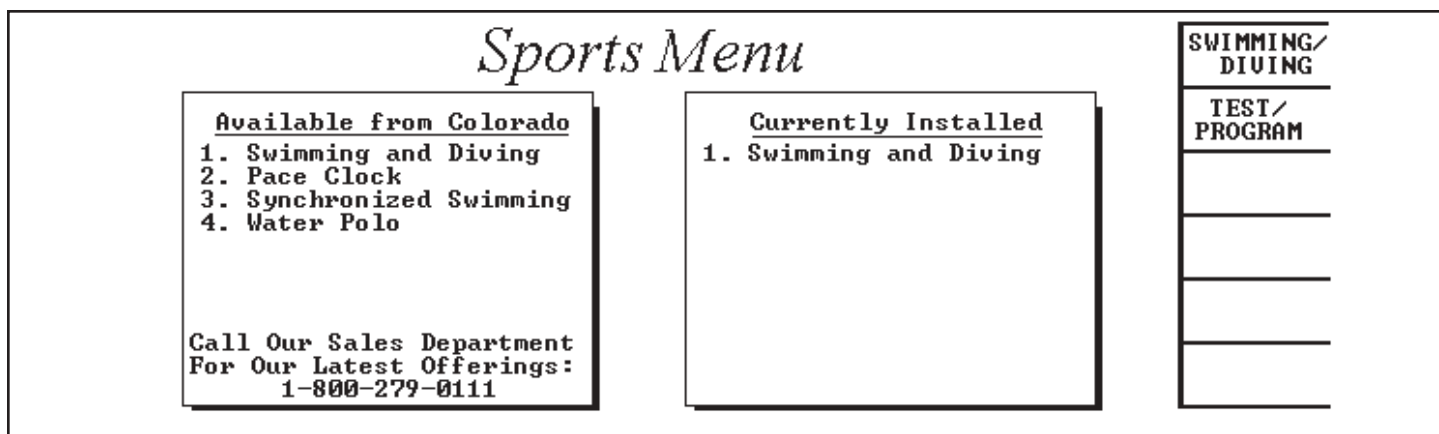 Sports Menu
Available from Colorado
1. Swimming and Diving
2. Pace Clock
3. Synchronized Swimming
4. Water Polo
Call Our Sales Department
For Our Latest Offerings:
1-800-279-0111
Currently Installed
1. Swimming and Diving
SWIMMING/
DIVING
TEST/
PROGRAM